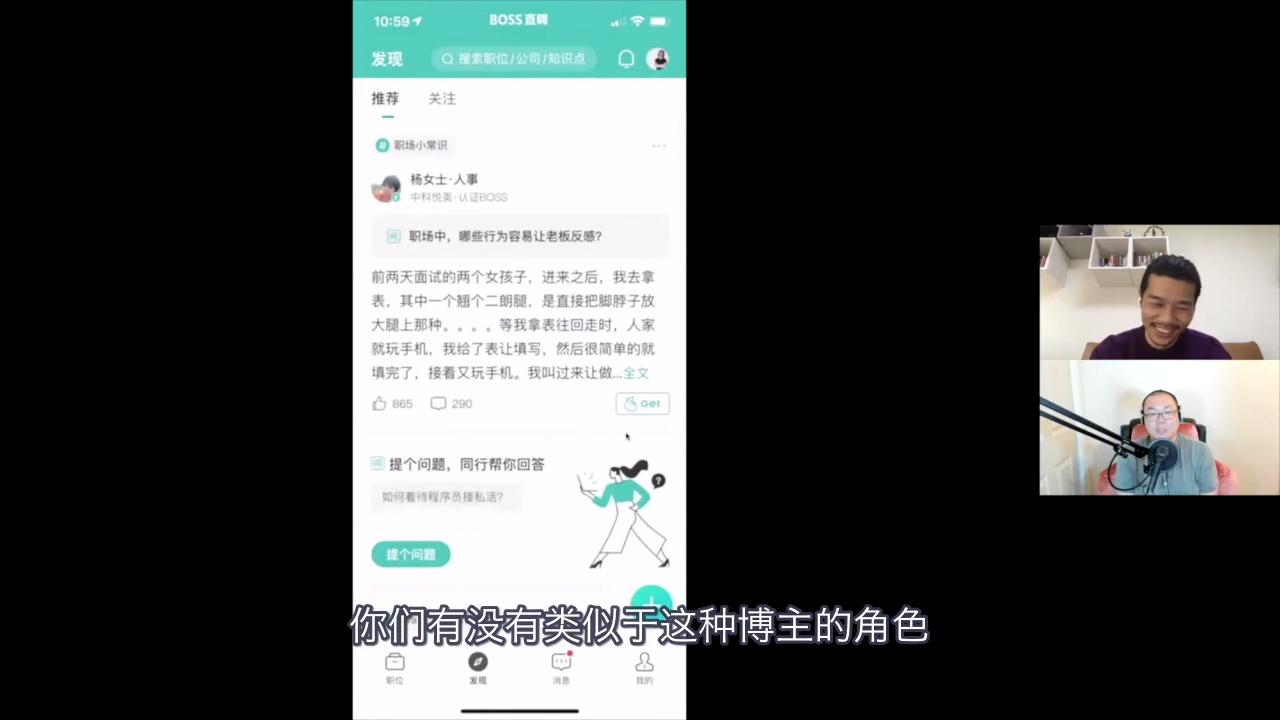 10:59
BOSS直聘
发现
搜索职位/公司/知识点
推荐
关注
职场小常识
杨女士·人事
中科悦美·认证BOSS
问 职场中，哪些行为容易让老板反感?
前两天面试的两个女孩子，进来之后，我去拿
表，其中一个翘个二朗腿，是直接把脚脖子放
大腿上那种。。。。等我拿表往回走时，人家
就玩手机，我给了表让填写，然后很简单的就
填完了，接着又玩手机。我叫过来让做...全文
865
290
Get
问 提个问题，同行帮你回答
如何看待程序员接私活?
?
提个问题
你们有没有类似于这种博主的角色
职位
发现
消息
我的